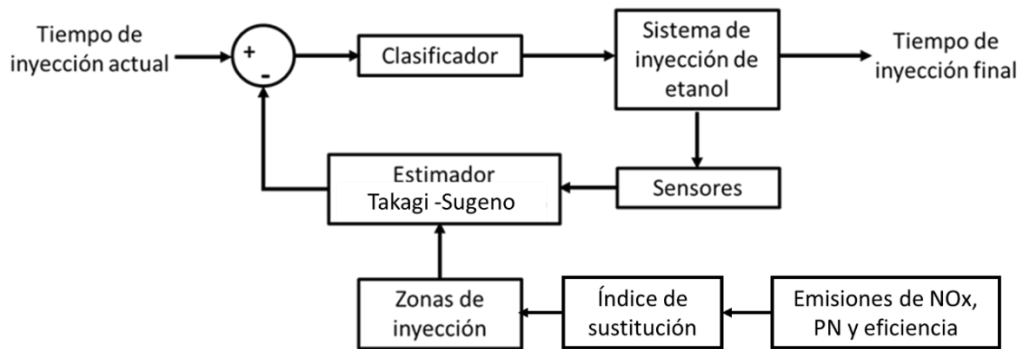 Tiempo de
inyección actual
+
-
Clasificador
Sistema de
inyección de
etanol
Tiempo de
inyección final
Estimador
Takagi -Sugeno
Sensores
Zonas de
inyección
Índice de
sustitución
Emisiones de NOx,
PN y eficiencia